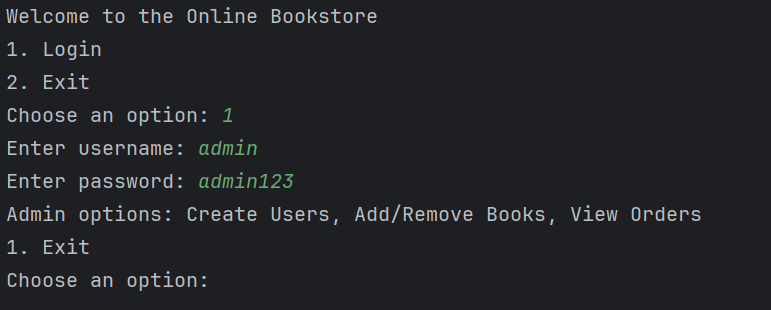 Welcome to the Online Bookstore
1. Login
2. Exit
Choose an option: 1
Enter username: admin
Enter password: admin123
Admin options: Create Users, Add/Remove Books, View Orders
1. Exit
Choose an option: